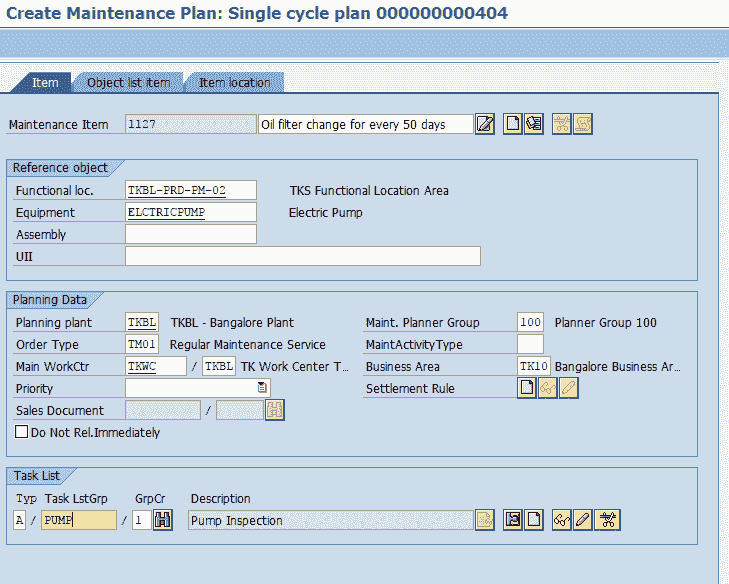 Create Maintenance Plan: Single cycle plan 000000000404
Item Object list item Item location
Maintenance Item 1127 Oil filter change for every 50 days
Reference object
Functional loc. TKBL-PRD-PM-02 TKS Functional Location Area
Equipment ELCTRICPUMP Electric Pump
Assembly
UII
Planning Data
Planning plant TKBL TKBL - Bangalore Plant Maint. Planner Group 100 Planner Group 100
Order Type TM01 Regular Maintenance Service MaintActivityType
Main WorkCtr TKWC / TKBL TK Work Center T... Business Area TK10 Bangalore Business Ar...
Priority Settlement Rule
Sales Document /
Do Not Rel.Immediately
Task List
Typ Task LstGrp GrpCr Description
A / PUMP / 1 Pump Inspection